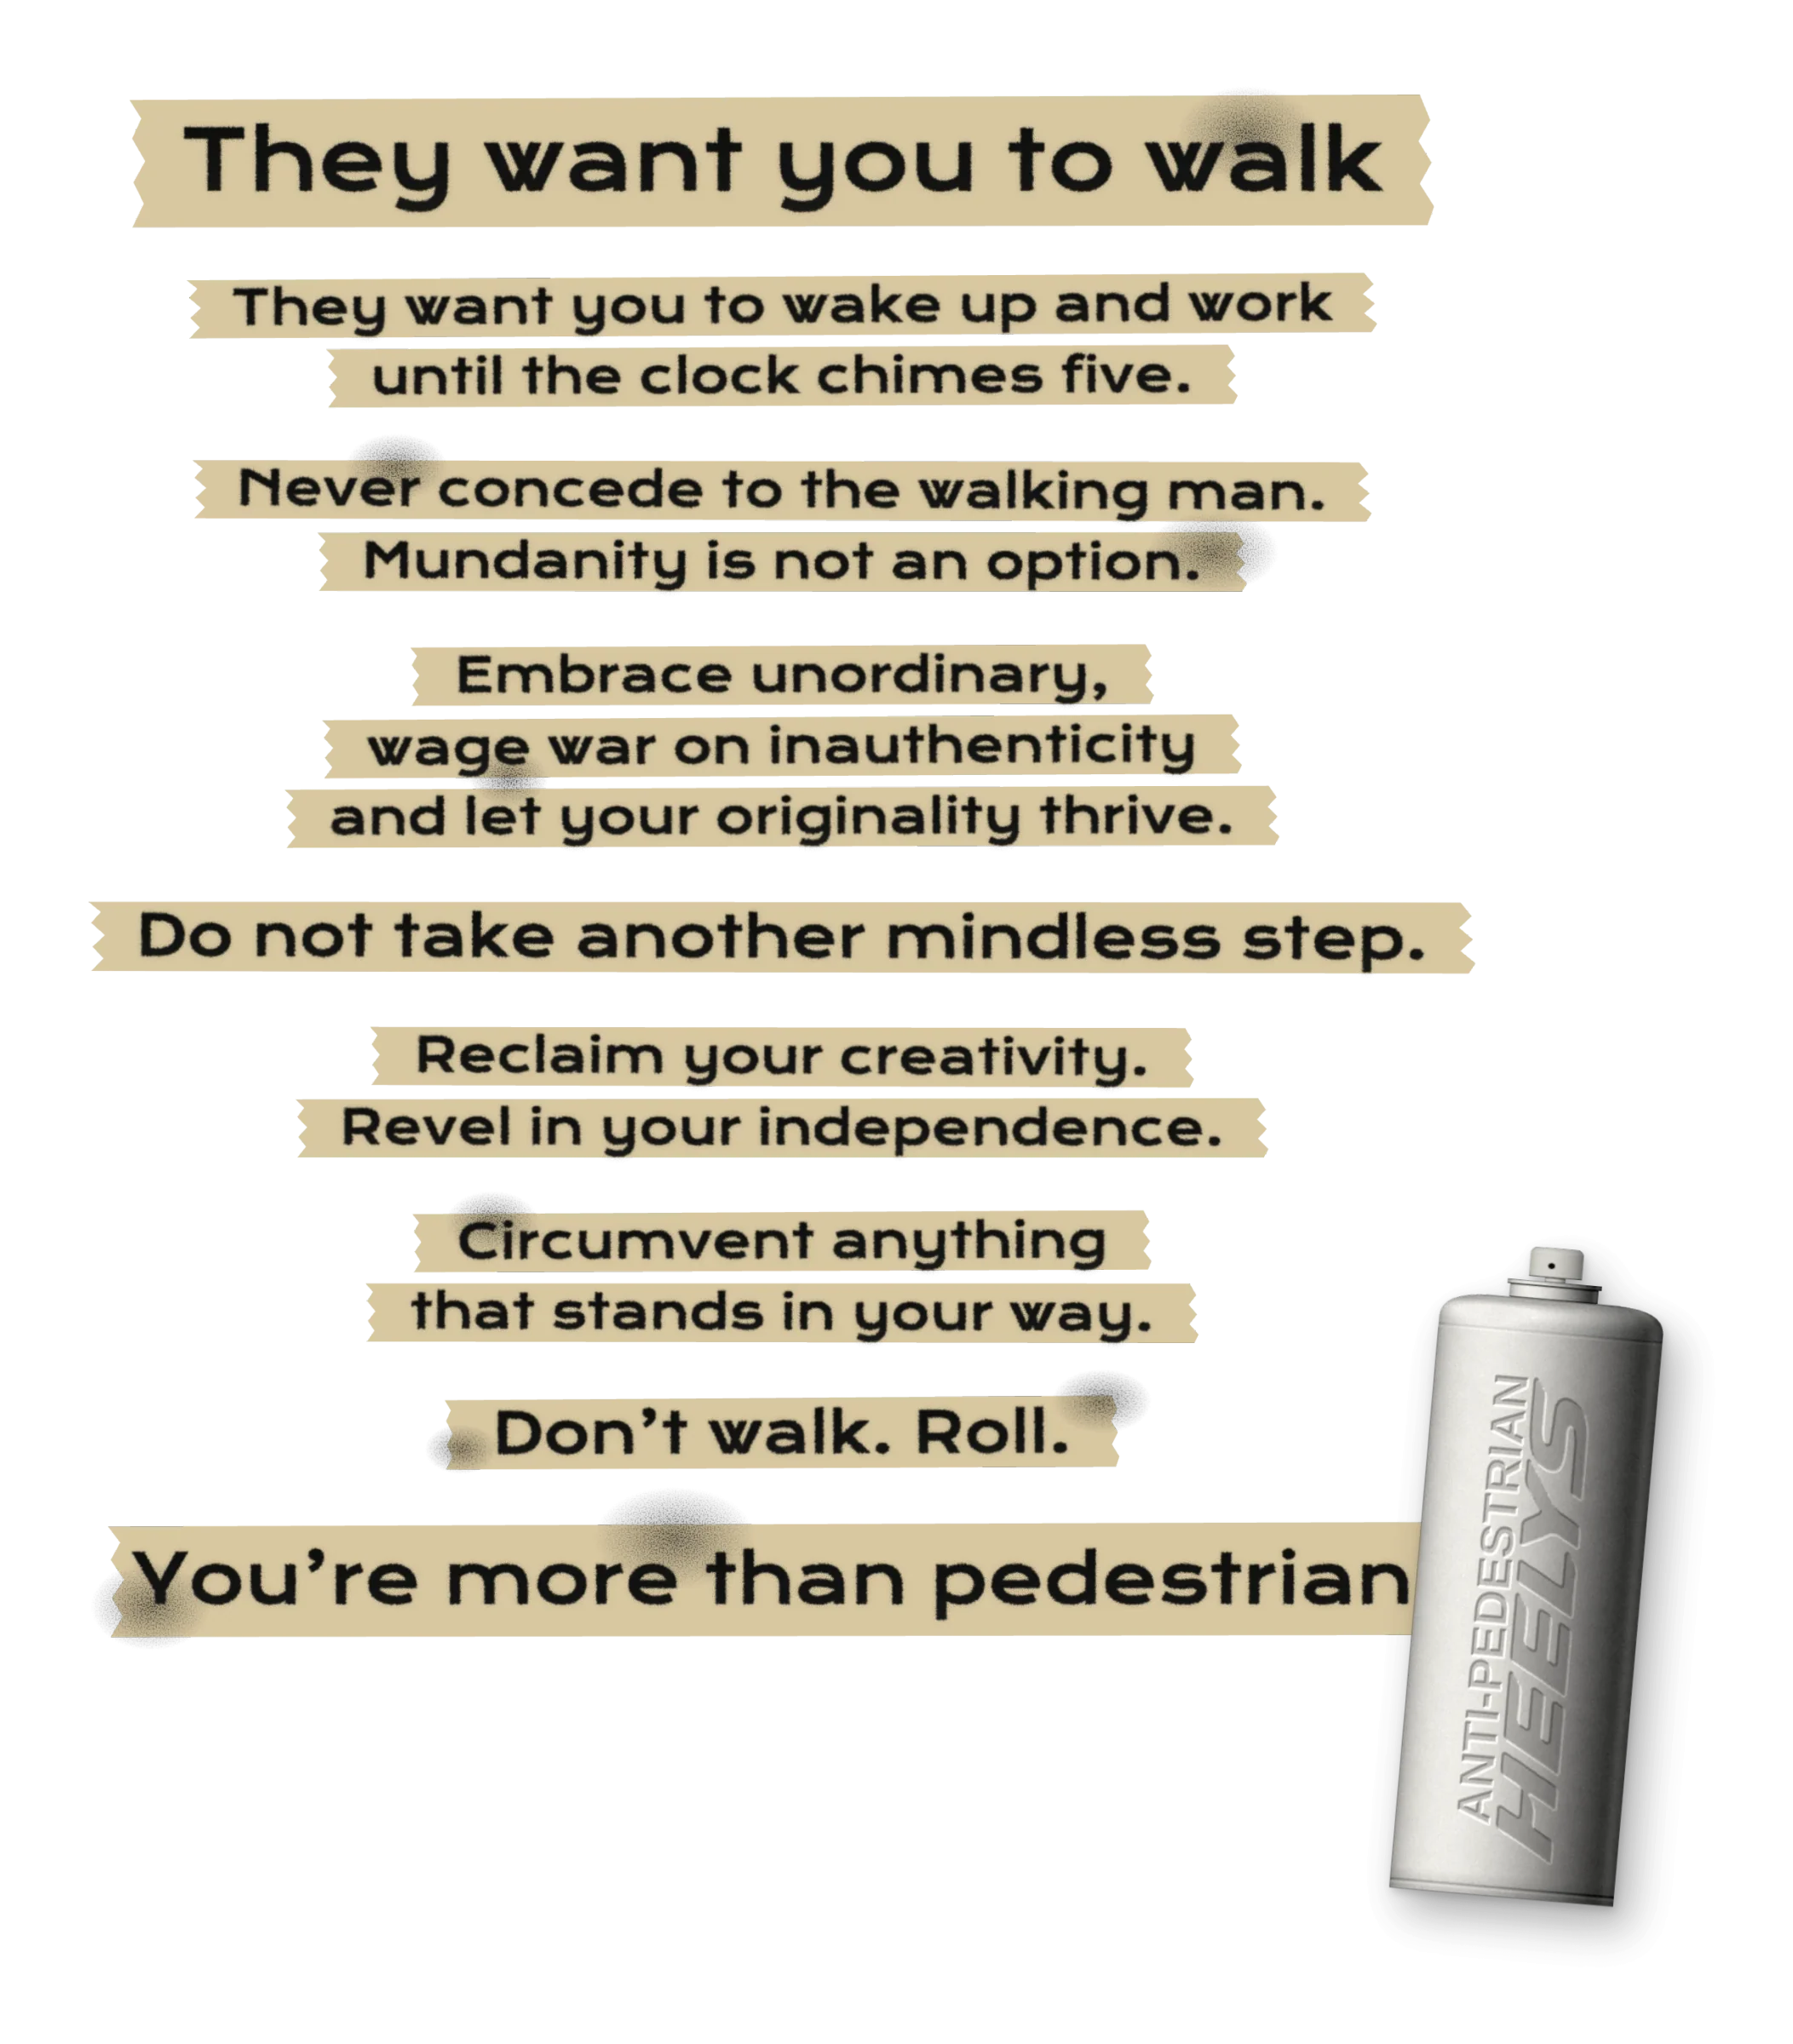 They want you to walk
They want you to wake up and work
until the clock chimes five.
Never concede to the walking man.
Mundanity is not an option.
Embrace unordinary,
wage war on inauthenticity
and let your originality thrive.
Do not take another mindless step.
Reclaim your creativity.
Revel in your independence.
Circumvent anything
that stands in your way.
Don’t walk. Roll.
You’re more than pedestrian
ANTI-PEDESTRIAN
HEELYS